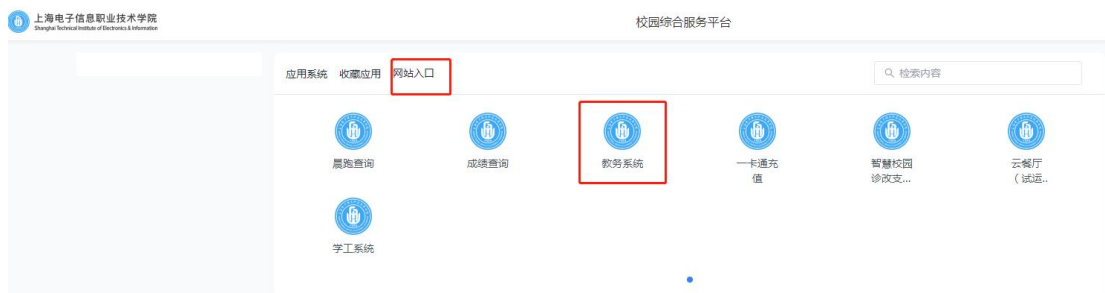 上海电子信息职业技术学院
Shanghai Technical Institute of Electronics & Information
校园综合服务平台
应用系统 收藏应用 网站入口
检索内容
晨跑查询
成绩查询
教务系统
一卡通充
值
智慧校园
诊改支...
云餐厅
（试运..
学工系统